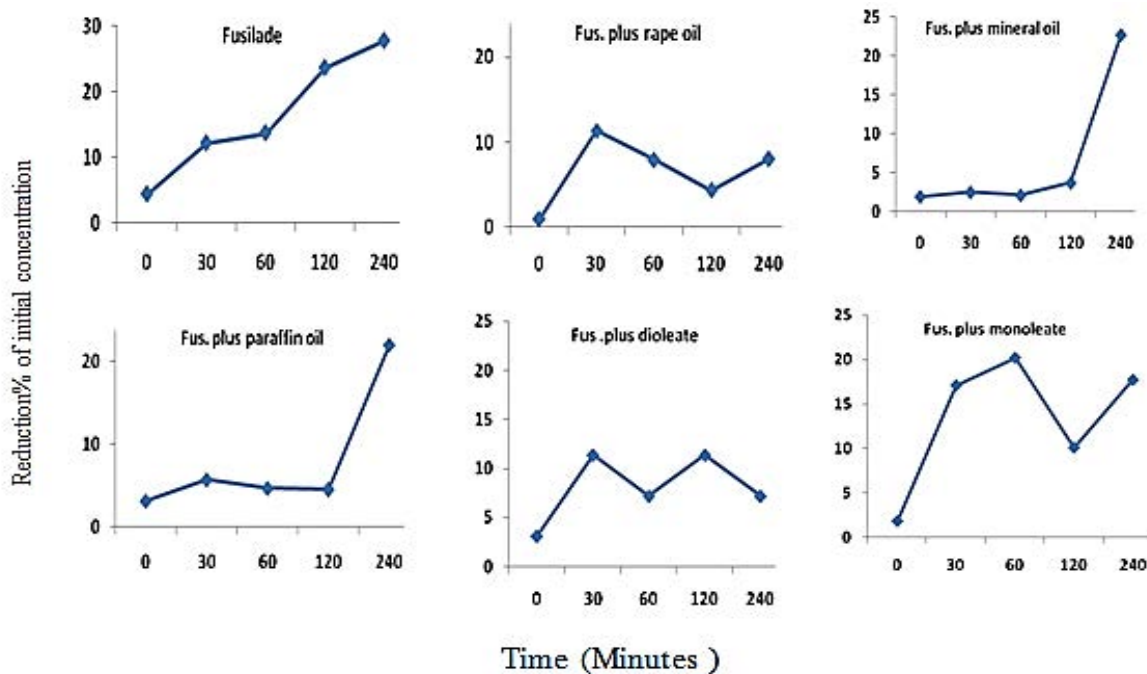 Reduction% of initial concentration
Fusilade
30
20
10
0
0 30 60 120 240
Fus. plus rape oil
20
10
0
0 30 60 120 240
Fus. plus mineral oil
25
20
15
10
5
0
0 30 60 120 240
Fus. plus paraffin oil
20
10
0
0 30 60 120 240
Fus .plus dioleate
25
20
15
10
5
0
0 30 60 120 240
Fus. plus monoleate
25
20
15
10
5
0
0 30 60 120 240
Time (Minutes )